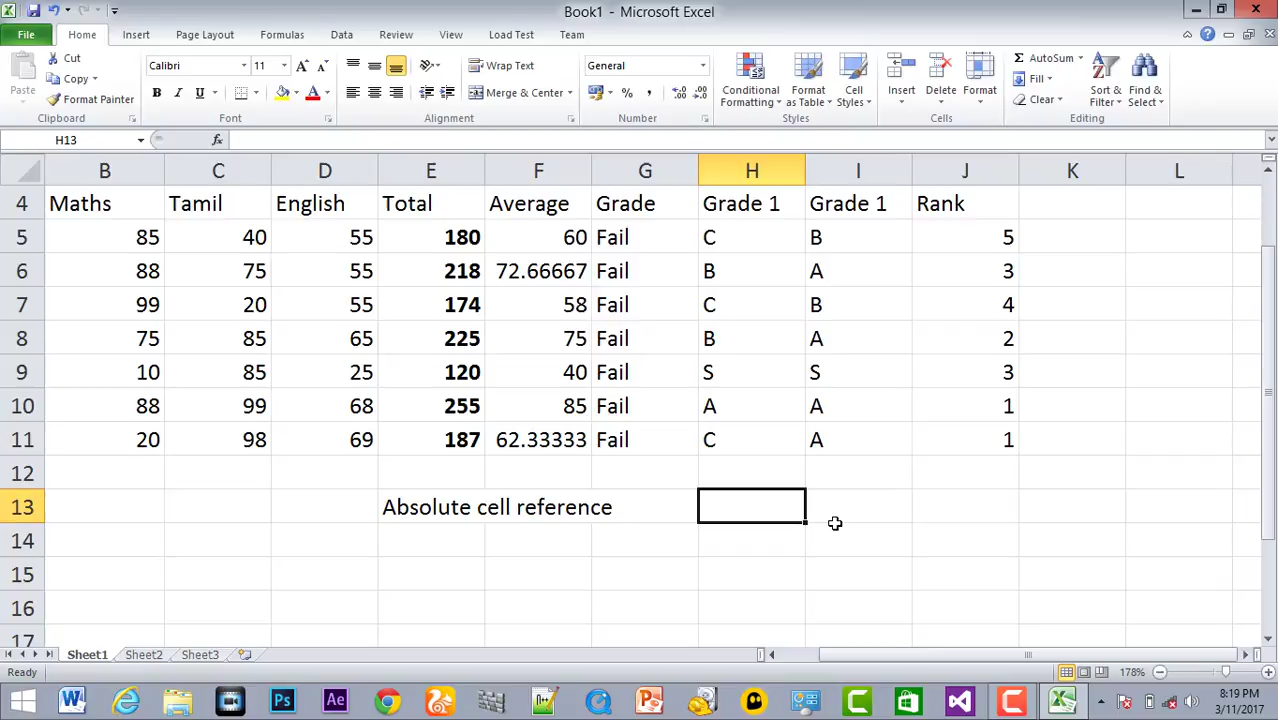 Book1 - Microsoft Excel
File Home Insert Page Layout Formulas Data Review View Load Test Team
Cut
Copy
Format Painter
Paste
Clipboard
Calibri 11
B I U
Font
Wrap Text
Merge & Center
Alignment
General
%
Number
Conditional Formatting
Format as Table
Cell Styles
Styles
Insert Delete Format
Cells
AutoSum
Fill
Clear
Sort & Filter
Find & Select
Editing
H13
fx
B C D E F G H I J K L
4 Maths Tamil English Total Average Grade Grade 1 Grade 1 Rank
5 85 40 55 180 60 Fail C B 5
6 88 75 55 218 72.66667 Fail B A 3
7 99 20 55 174 58 Fail C B 4
8 75 85 65 225 75 Fail B A 2
9 10 85 25 120 40 Fail S S 3
10 88 99 68 255 85 Fail A A 1
11 20 98 69 187 62.33333 Fail C A 1
12
13 Absolute cell reference
14
15
16
17
Sheet1 Sheet2 Sheet3
Ready
178%
8:19 PM
3/11/2017